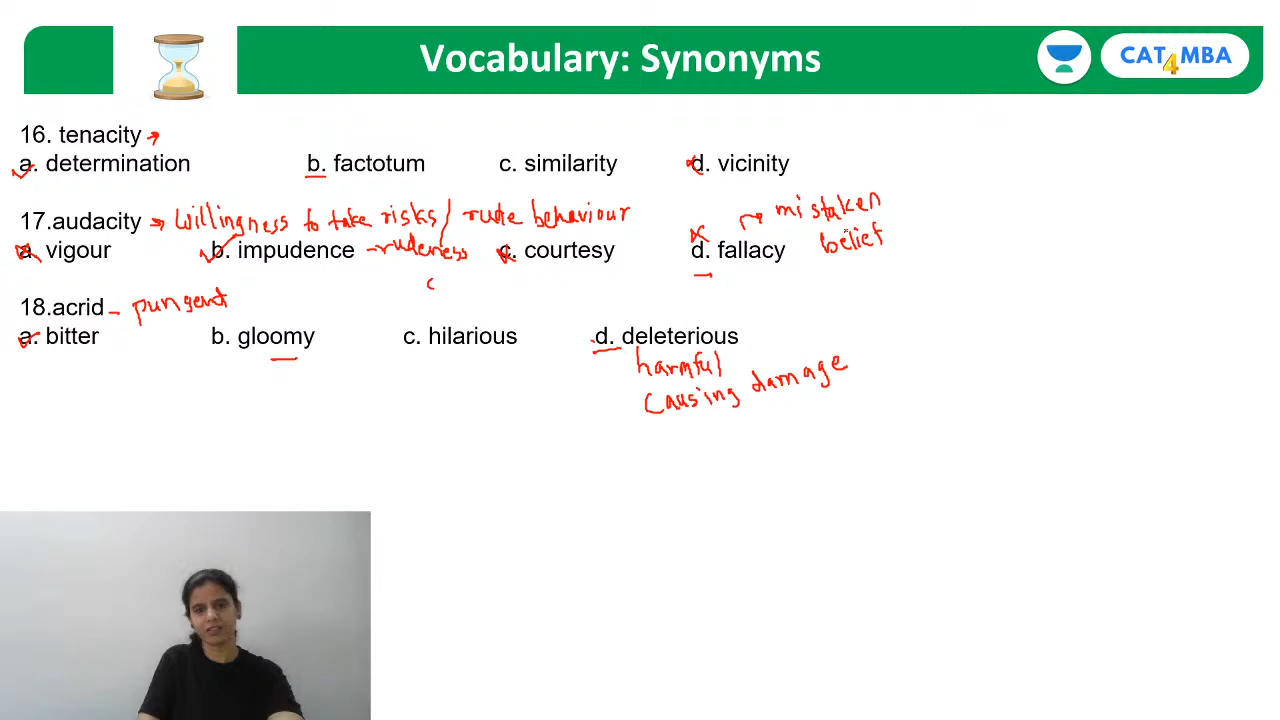 Vocabulary: Synonyms
CAT4MBA
16. tenacity →
a. determination b. factotum c. similarity d. vicinity
17.audacity → willingness to take risks / rude behaviour
mistaken belief
a. vigour b. impudence - rudeness c. courtesy d. fallacy
18.acrid - pungent
a. bitter b. gloomy c. hilarious d. deleterious
harmful
causing damage